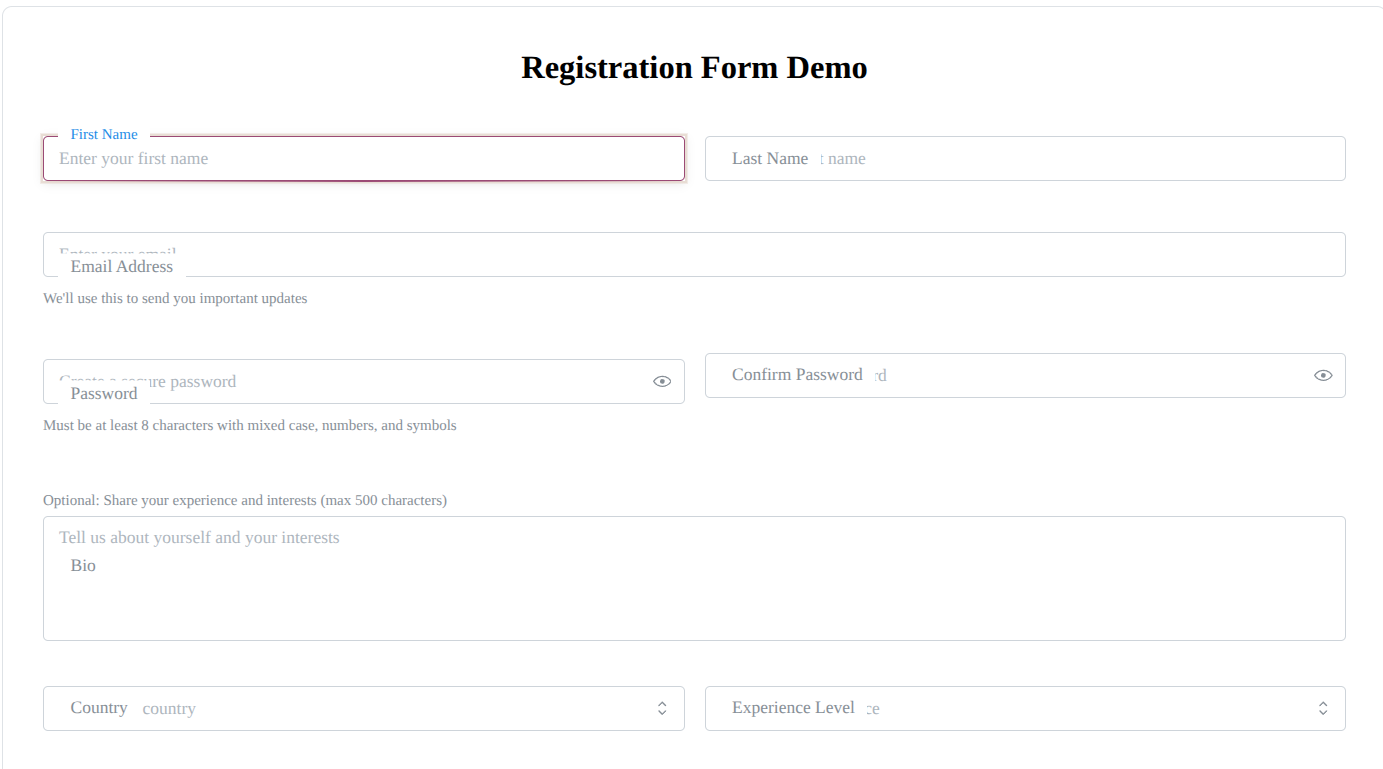 Registration Form Demo
First Name
Enter your first name
Last Name t name
Enter your email
Email Address
We'll use this to send you important updates
Create a secure password
Password
Confirm Password rd
Must be at least 8 characters with mixed case, numbers, and symbols
Optional: Share your experience and interests (max 500 characters)
Tell us about yourself and your interests
Bio
Country country
Experience Level ce